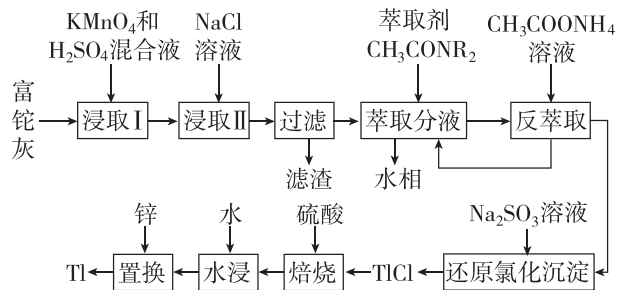 KMnO₄和
H₂SO₄混合液
NaCl
溶液
萃取剂
CH₃CONR₂
CH₃COONH₄
溶液
富
铊
灰
浸取Ⅰ
浸取Ⅱ
过滤
萃取分液
反萃取
滤渣
水相
锌
水
硫酸
Na₂SO₃溶液
Tl
置换
水浸
焙烧
TlCl
还原氯化沉淀